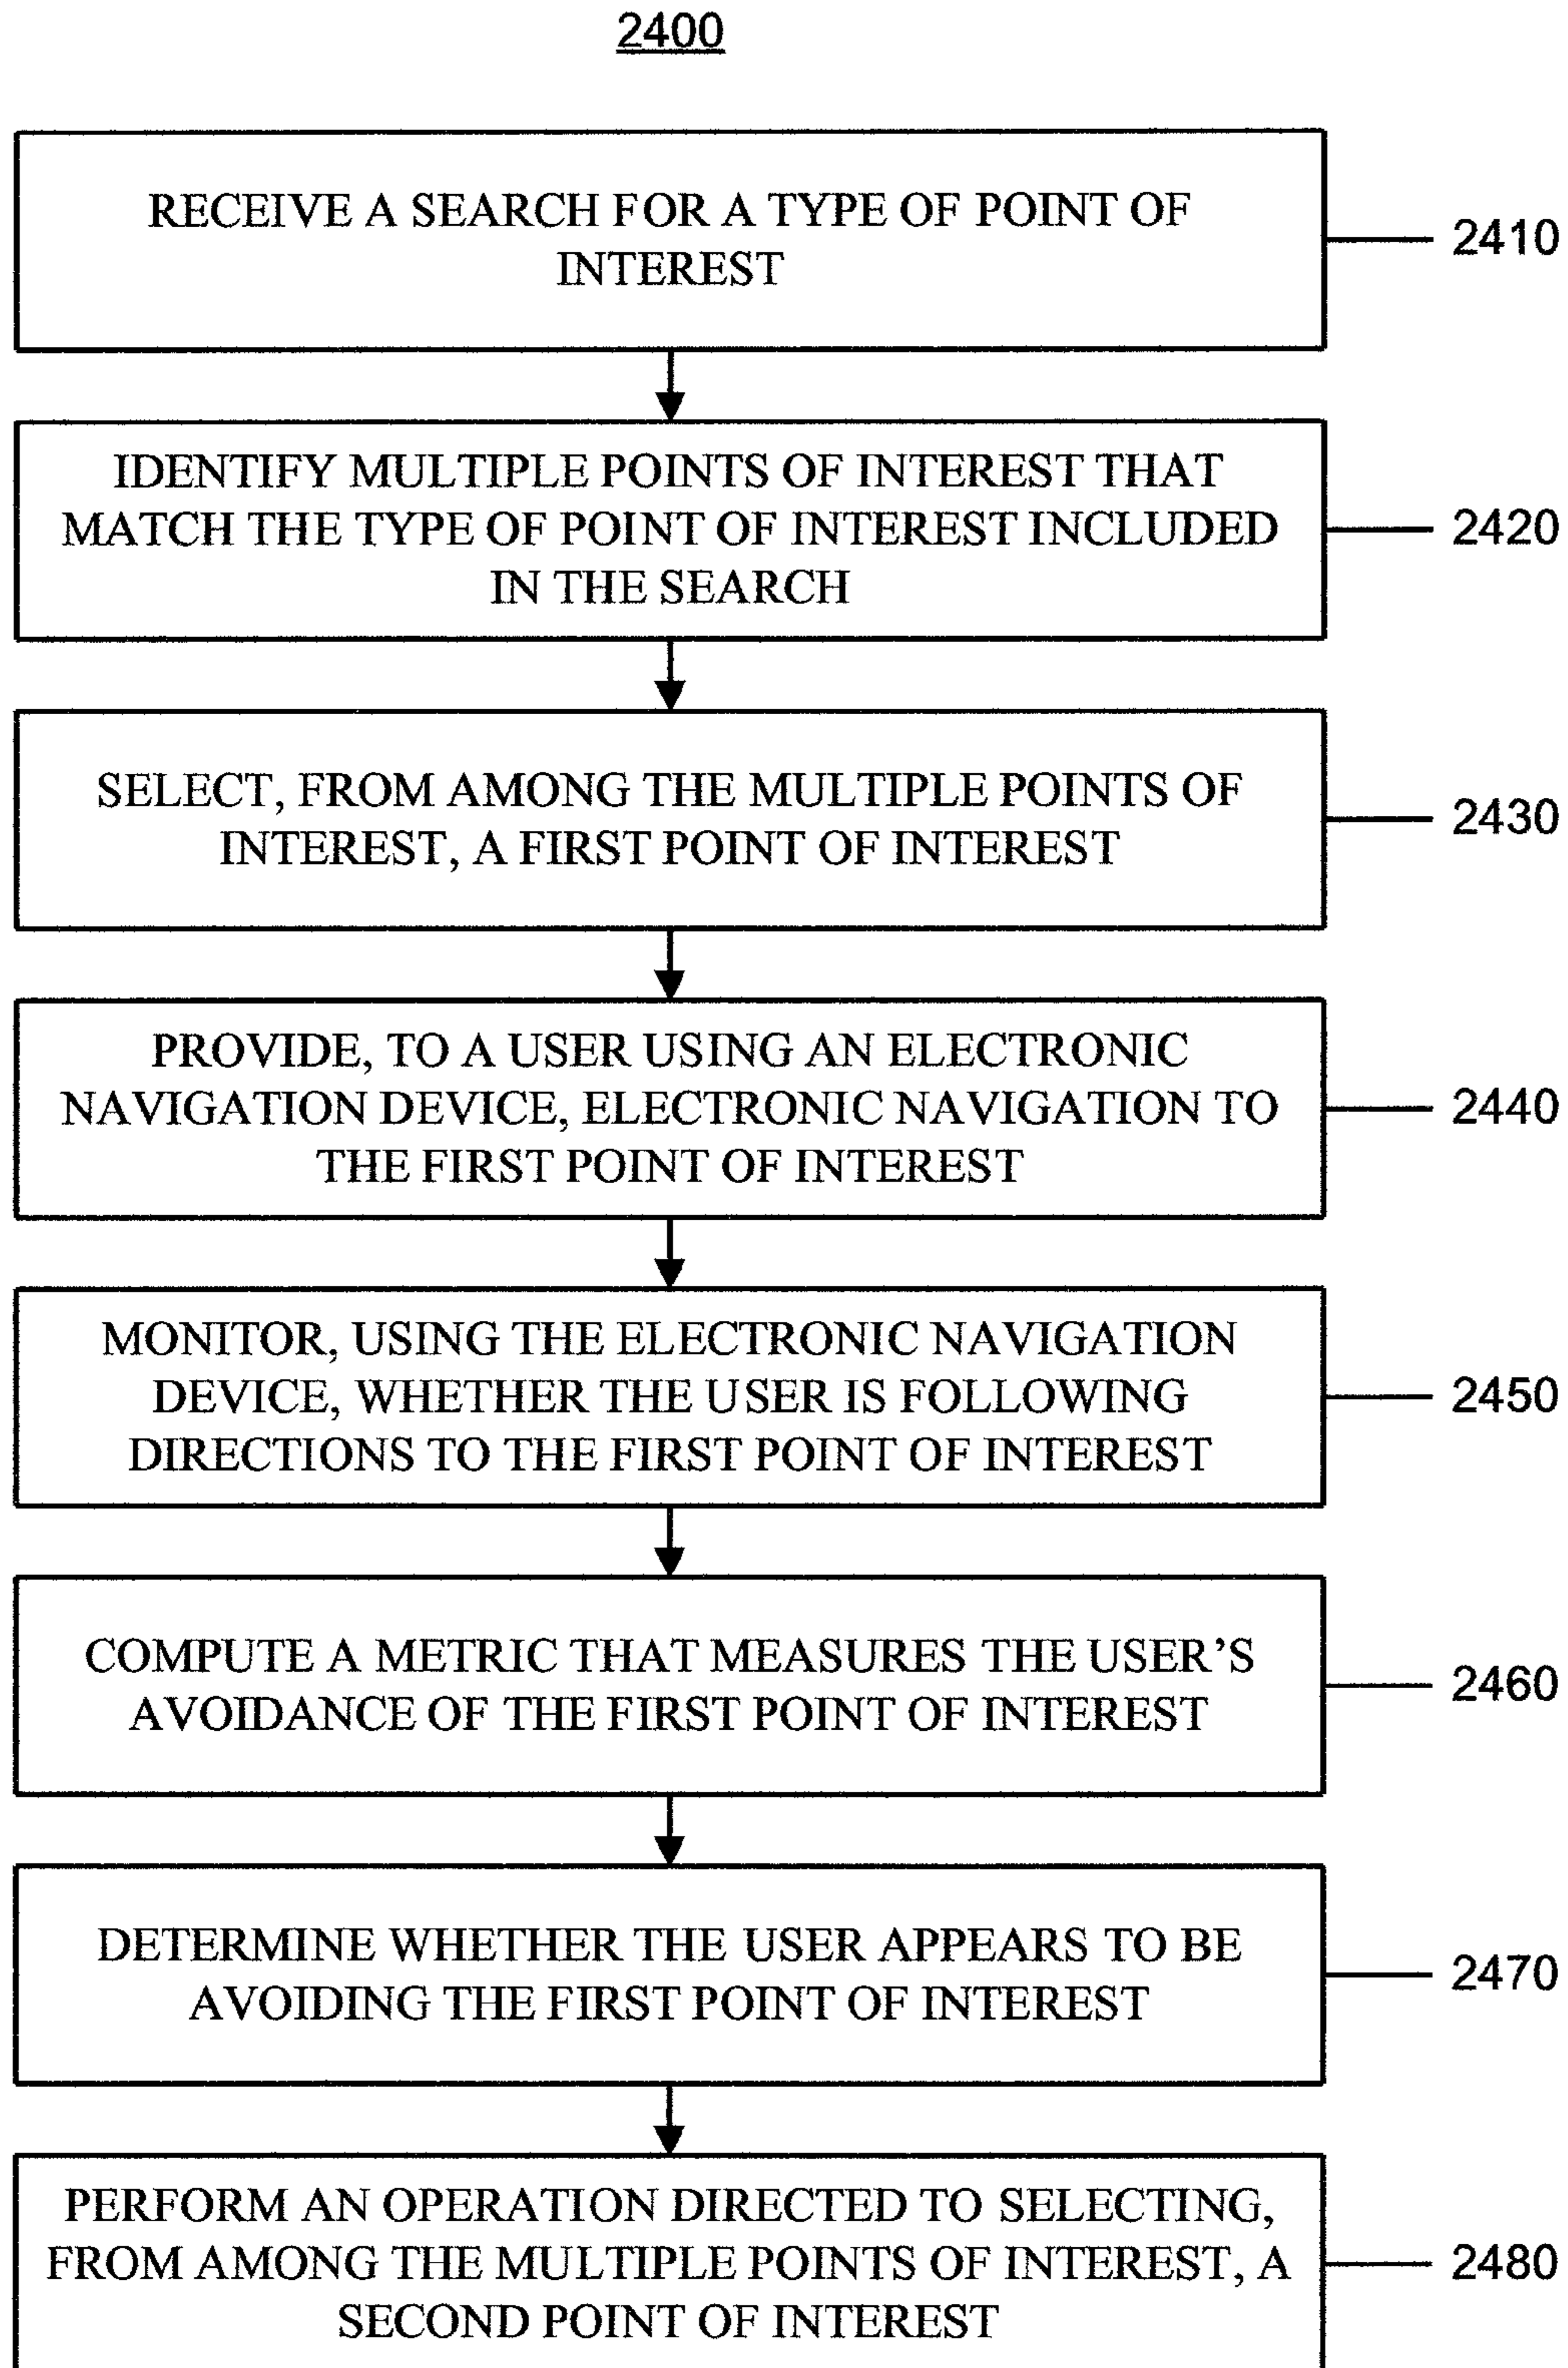 2400
RECEIVE A SEARCH FOR A TYPE OF POINT OF
INTEREST
2410
IDENTIFY MULTIPLE POINTS OF INTEREST THAT
MATCH THE TYPE OF POINT OF INTEREST INCLUDED
IN THE SEARCH
2420
SELECT, FROM AMONG THE MULTIPLE POINTS OF
INTEREST, A FIRST POINT OF INTEREST
2430
PROVIDE, TO A USER USING AN ELECTRONIC
NAVIGATION DEVICE, ELECTRONIC NAVIGATION TO
THE FIRST POINT OF INTEREST
2440
MONITOR, USING THE ELECTRONIC NAVIGATION
DEVICE, WHETHER THE USER IS FOLLOWING
DIRECTIONS TO THE FIRST POINT OF INTEREST
2450
COMPUTE A METRIC THAT MEASURES THE USER’S
AVOIDANCE OF THE FIRST POINT OF INTEREST
2460
DETERMINE WHETHER THE USER APPEARS TO BE
AVOIDING THE FIRST POINT OF INTEREST
2470
PERFORM AN OPERATION DIRECTED TO SELECTING,
FROM AMONG THE MULTIPLE POINTS OF INTEREST, A
SECOND POINT OF INTEREST
2480